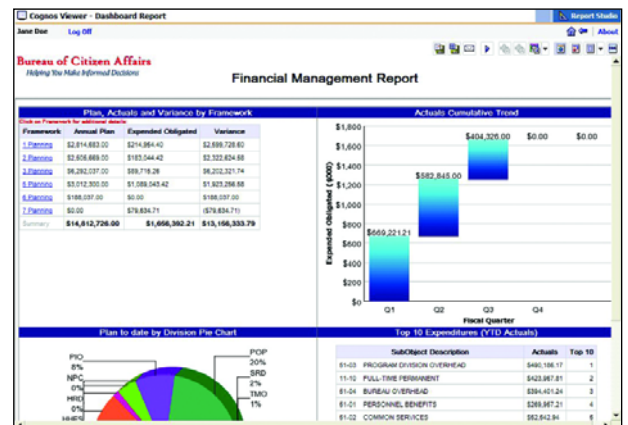 Cognos Viewer - Dashboard Report
Report Studio
Jane Doe Log Off About
Bureau of Citizen Affairs
Helping You Make Informed Decisions
Financial Management Report
Plan, Actuals and Variance by Framework
Click on Framework for additional details
Framework Annual Plan Expended Obligated Variance
1 Planning $2,814,683.00 $214,954.40 $2,599,728.60
2 Planning $2,505,669.00 $183,044.42 $2,322,624.58
3 Planning $6,292,037.00 $89,715.26 $6,202,321.74
5 Planning $3,012,300.00 $1,089,043.42 $1,923,256.58
6 Planning $188,037.00 $0.00 $188,037.00
7 Planning $0.00 $79,634.71 ($79,634.71)
Summary $14,812,726.00 $1,656,392.21 $13,156,333.79
Actuals Cumulative Trend
Expended Obligated ($000)
$1,800
$1,600
$1,400
$1,200
$1,000
$800
$600
$400
$200
$0
$669,221.21
$582,845.00
$404,326.00
$0.00
$0.00
Q1 Q2 Q3 Q4
Fiscal Quarter
Plan to date by Division Pie Chart
PIO
8%
NPC
0%
HRD
0%
POP
20%
SRD
2%
TMO
1%
Top 10 Expenditures (YTD Actuals)
SubObject Description Actuals Top 10
61-03 PROGRAM DIVISION OVERHEAD $490,186.17 1
11-10 FULL-TIME PERMANENT $423,967.81 2
61-04 BUREAU OVERHEAD $394,401.24 3
61-01 PERSONNEL BENEFITS $269,957.21 4
61-02 COMMON SERVICES $52,542.94 5